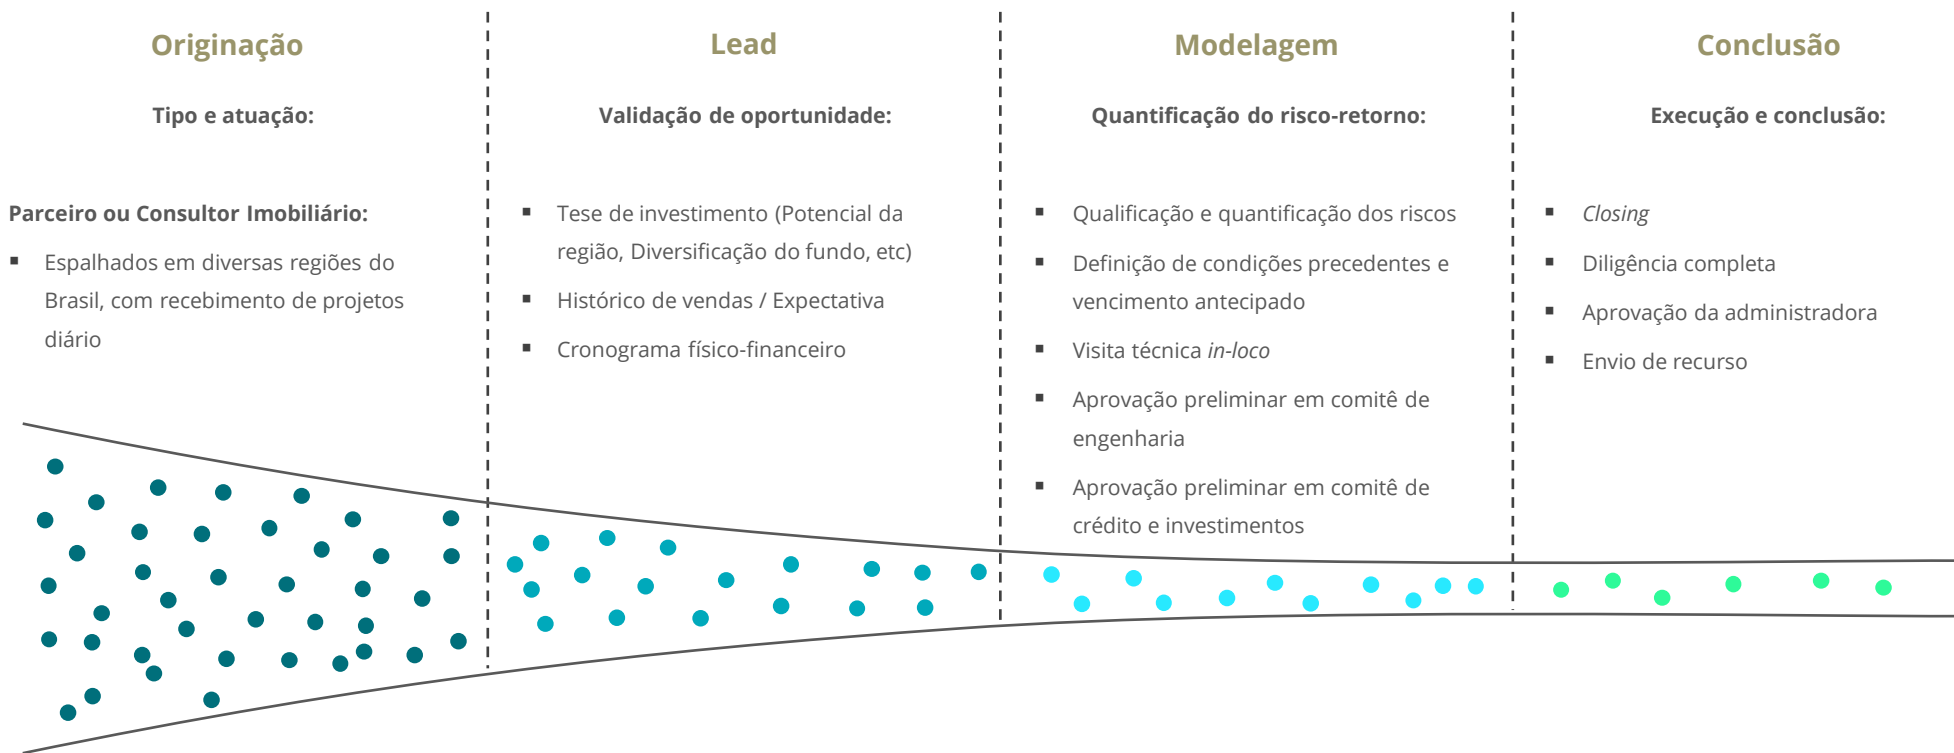 Originação
Tipo e atuação:
Parceiro ou Consultor Imobiliário:
▪ Espalhados em diversas regiões do
Brasil, com recebimento de projetos
diário
Lead
Validação de oportunidade:
▪ Tese de investimento (Potencial da
região, Diversificação do fundo, etc)
▪ Histórico de vendas / Expectativa
▪ Cronograma físico-financeiro
Modelagem
Quantificação do risco-retorno:
▪ Qualificação e quantificação dos riscos
▪ Definição de condições precedentes e
vencimento antecipado
▪ Visita técnica in-loco
▪ Aprovação preliminar em comitê de
engenharia
▪ Aprovação preliminar em comitê de
crédito e investimentos
Conclusão
Execução e conclusão:
▪ Closing
▪ Diligência completa
▪ Aprovação da administradora
▪ Envio de recurso